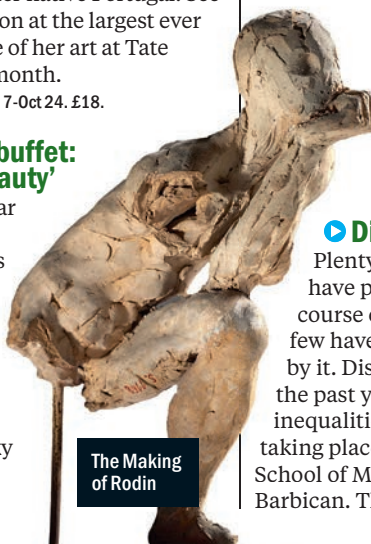 on at the largest ever
e of her art at Tate
month.
7-Oct 24. £18.
buffet:
auty’
ar
s
ky
The Making
of Rodin
Di
Plenty
have p
course o
few have
by it. Dis
the past y
inequaliti
taking plac
School of M
Barbican. Th